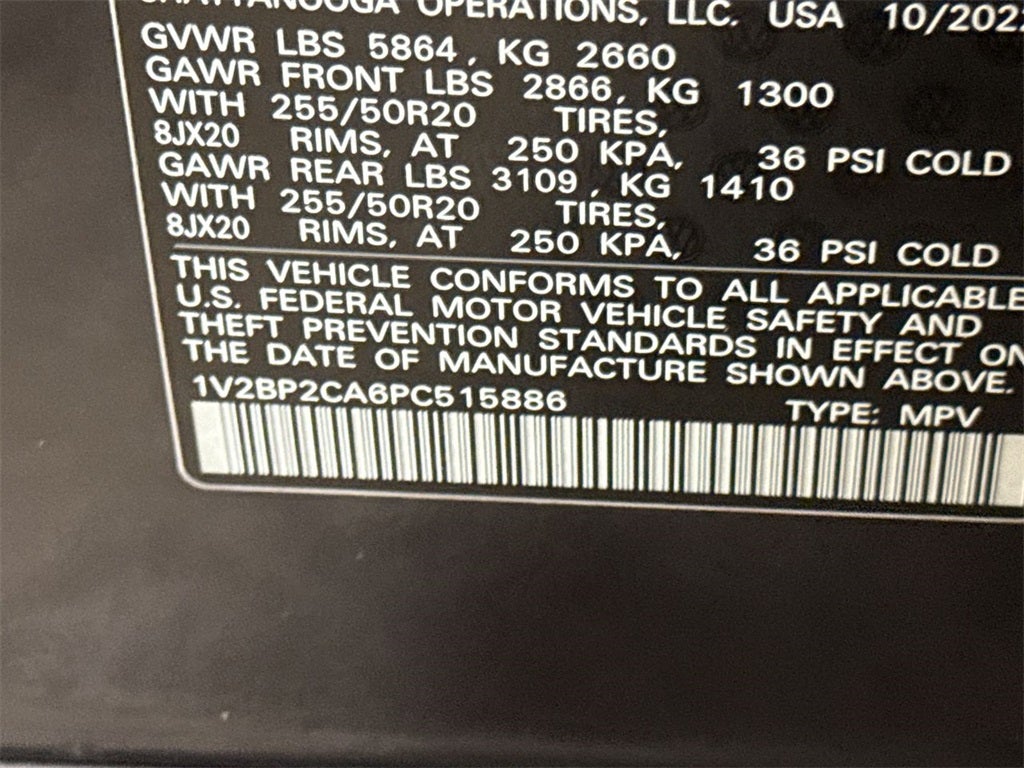 CHATTANOOGA OPERATIONS, LLC. USA 10/2022
GVWR LBS 5864, KG 2660
GAWR FRONT LBS 2866, KG 1300
WITH 255/50R20 TIRES,
8JX20 RIMS, AT 250 KPA, 36 PSI COLD
GAWR REAR LBS 3109, KG 1410
WITH 255/50R20 TIRES,
8JX20 RIMS, AT 250 KPA, 36 PSI COLD
THIS VEHICLE CONFORMS TO ALL APPLICABLE
U.S. FEDERAL MOTOR VEHICLE SAFETY AND
THEFT PREVENTION STANDARDS IN EFFECT ON
THE DATE OF MANUFACTURE SHOWN ABOVE.
1V2BP2CA6PC515886 TYPE: MPV